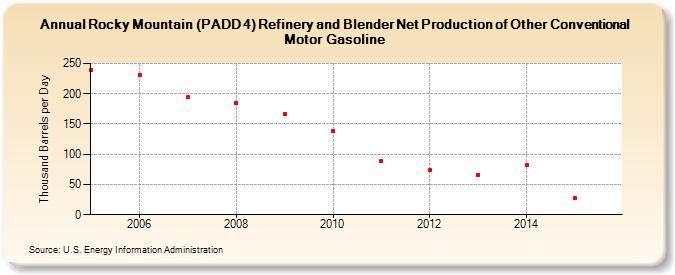 Annual Rocky Mountain (PADD 4) Refinery and Blender Net Production of Other Conventional
Motor Gasoline
Thousand Barrels per Day
250
200
150
100
50
0
2006
2008
2010
2012
2014
Source: U.S. Energy Information Administration